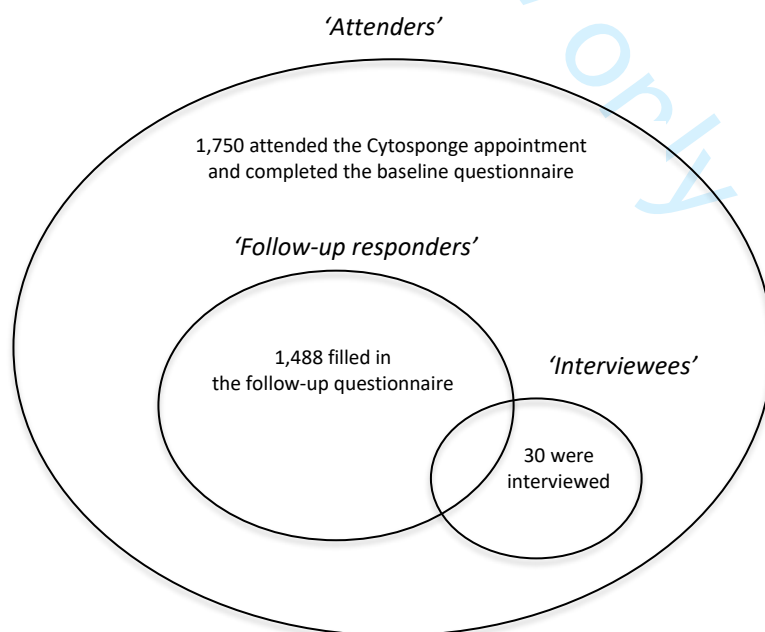 ‘Attenders’
1,750 attended the Cytosponge appointment
and completed the baseline questionnaire
‘Follow-up responders’
1,488 filled in
the follow-up questionnaire
‘Interviewees’
30 were
interviewed
only